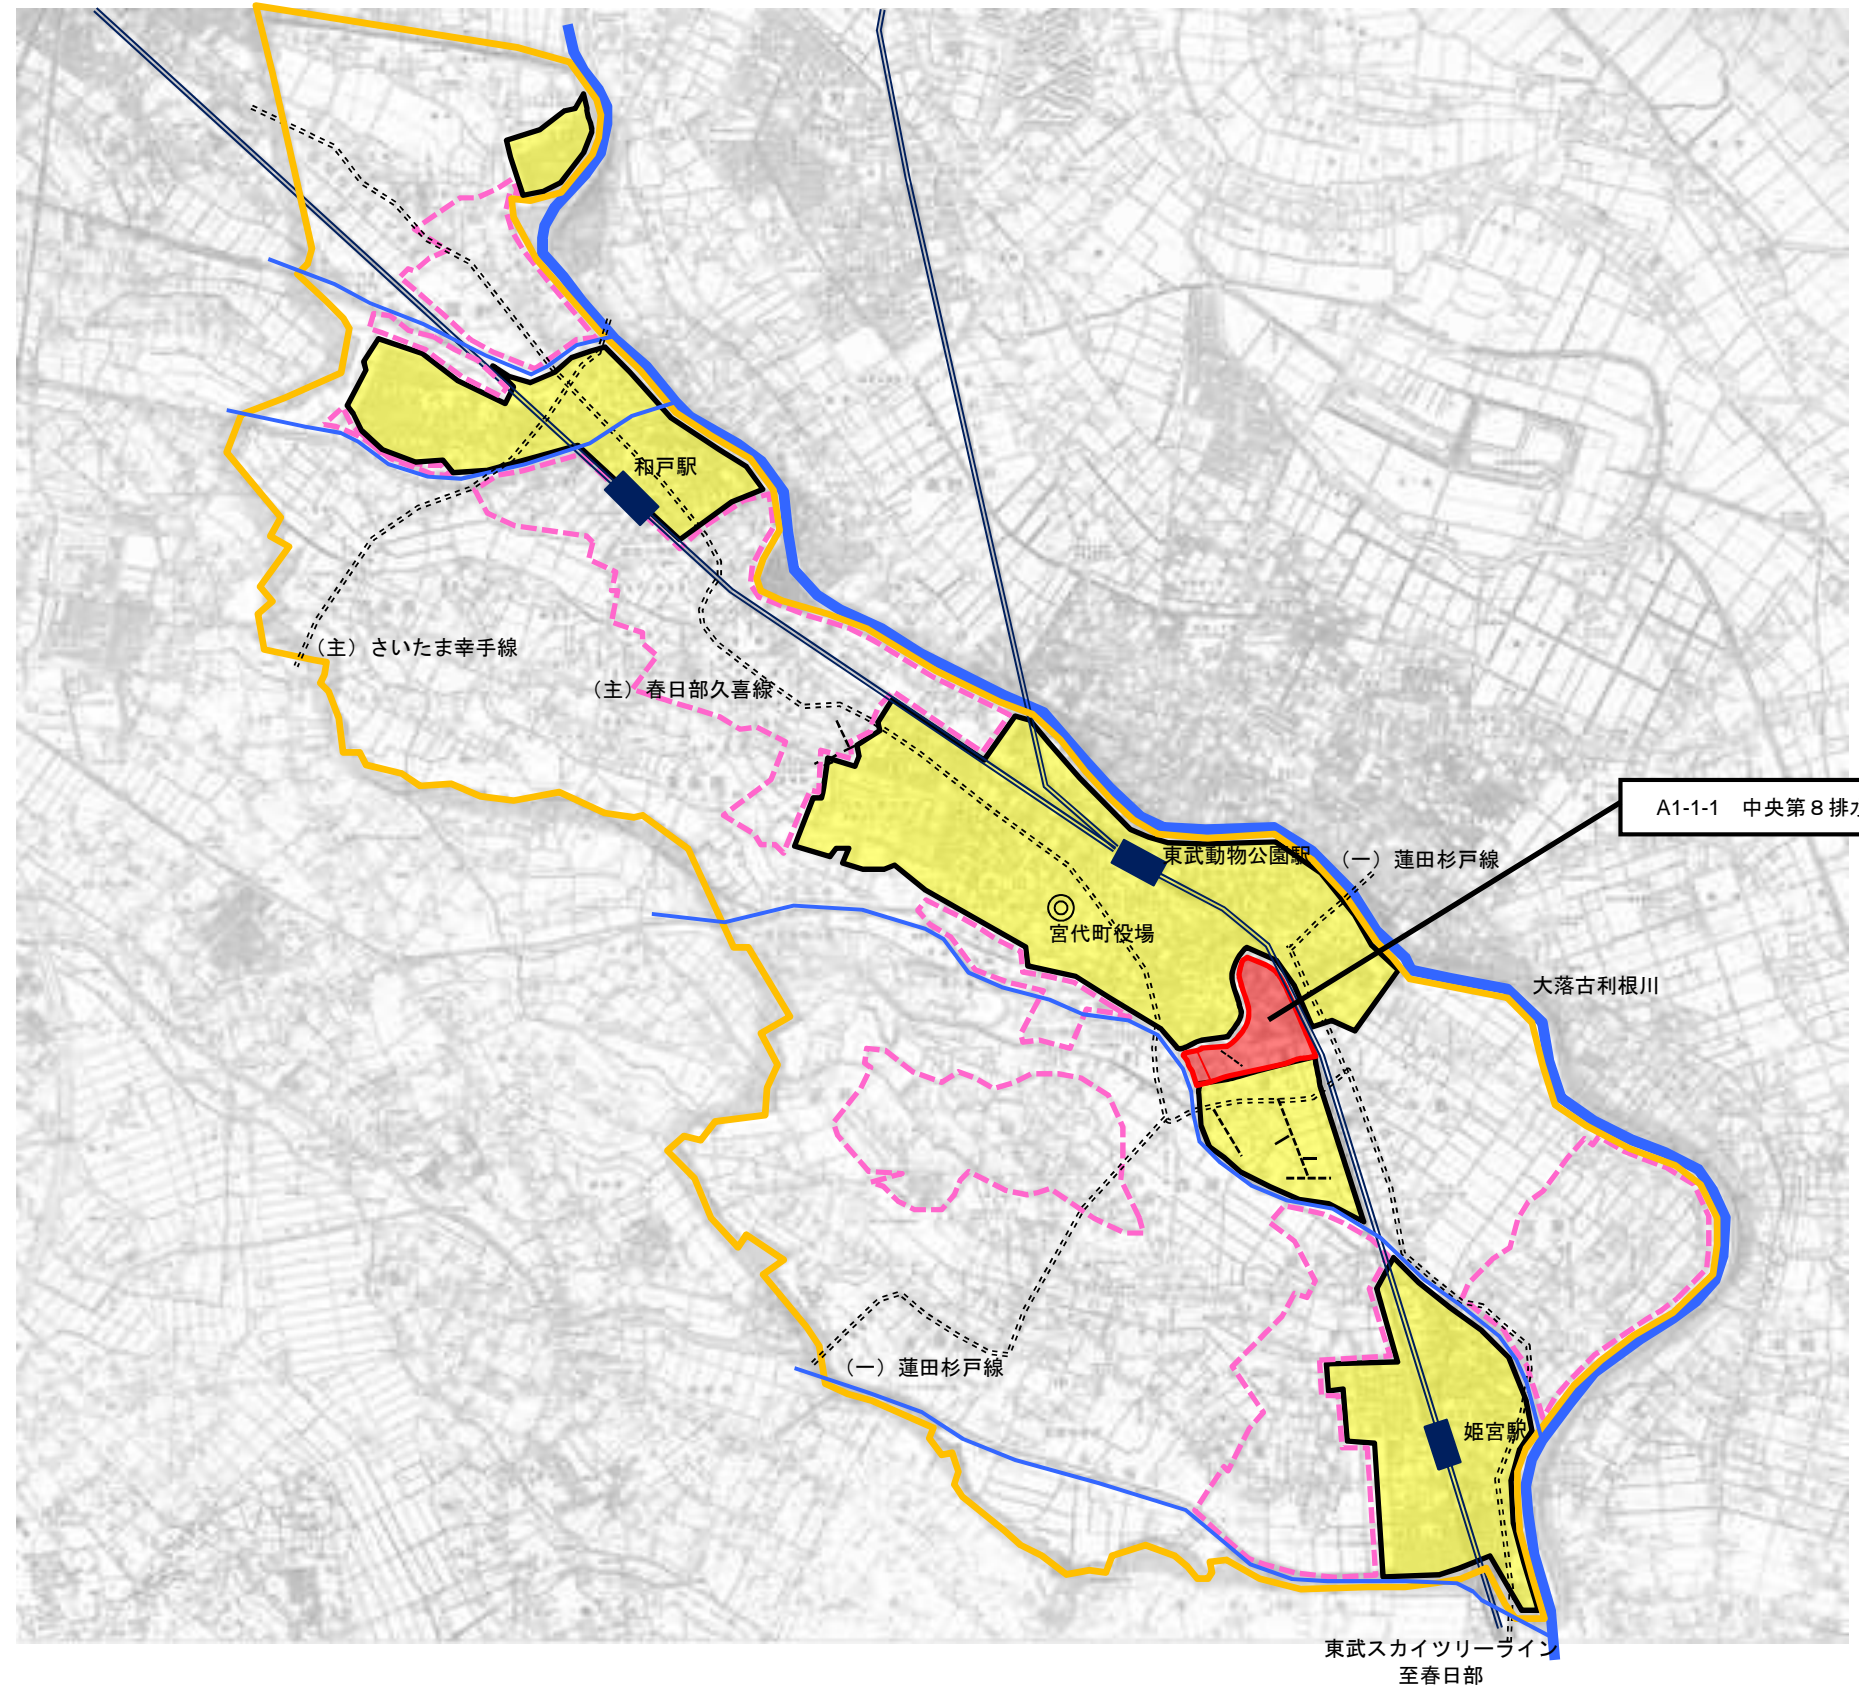 和戸駅
（主）さいたま幸手線
（主）春日部久喜線
A1-1-1　中央第８排
東武動物公園駅
（一）蓮田杉戸線
宮代町役場
大落古利根川
（一）蓮田杉戸線
姫宮駅
東武スカイツリーライン
至春日部